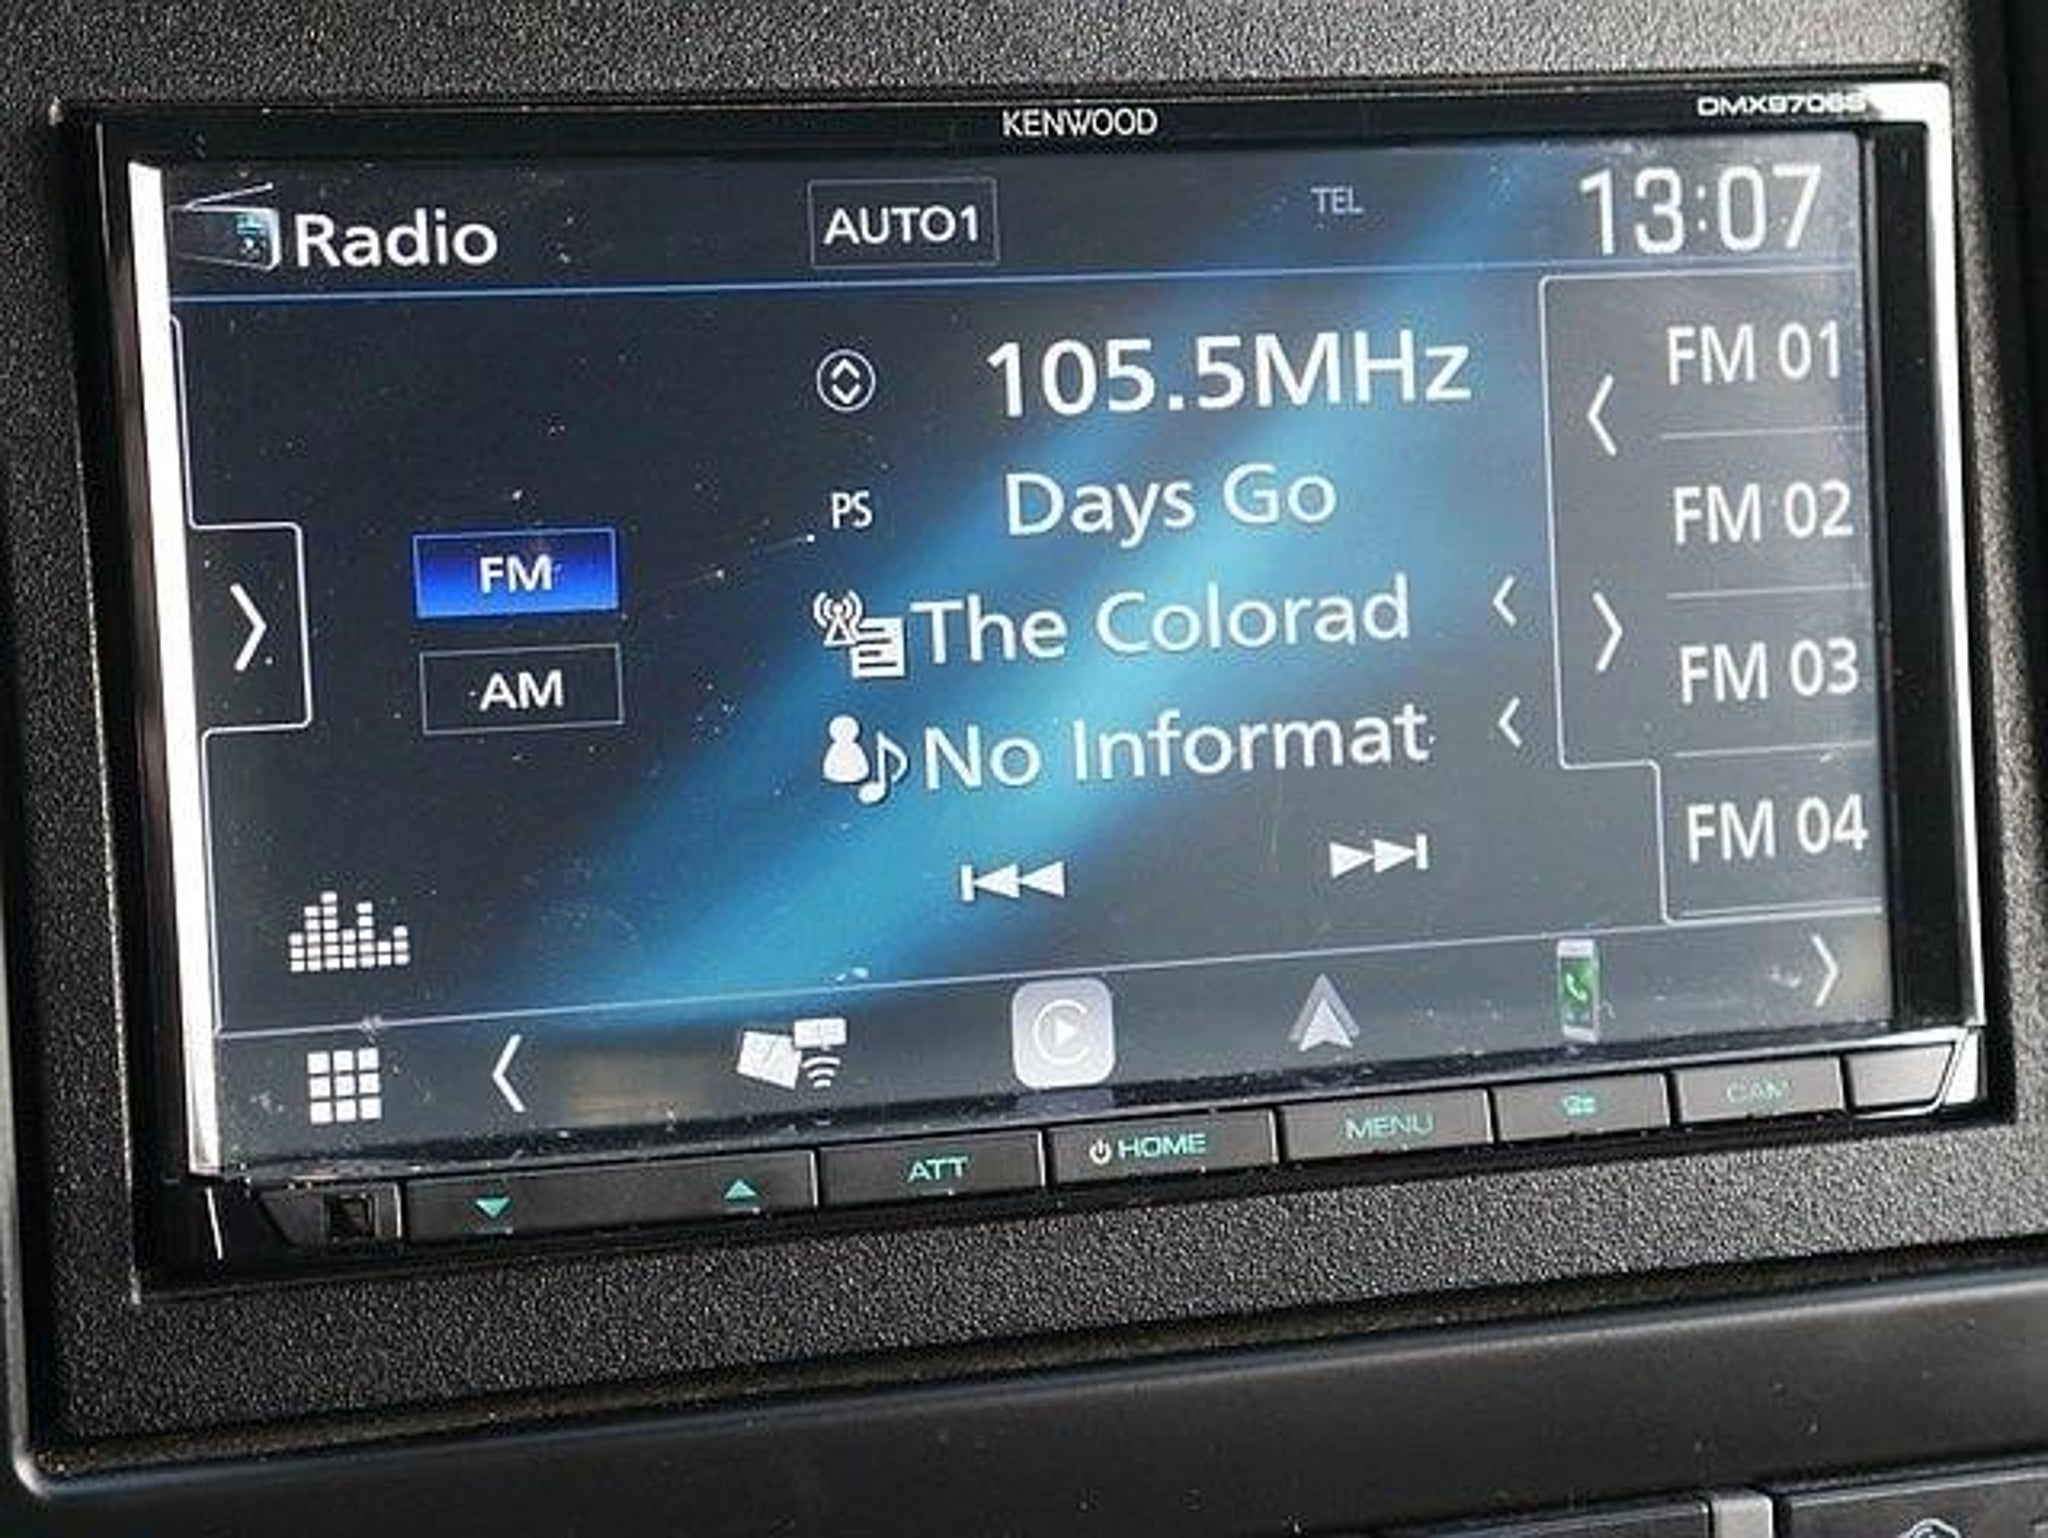 KENWOOD
DMX9706S
Radio
AUTO1
TEL
13:07
105.5MHz
PS
Days Go
The Colorad
No Informat
FM
AM
FM 01
FM 02
FM 03
FM 04
ATT
HOME
MENU
CAM